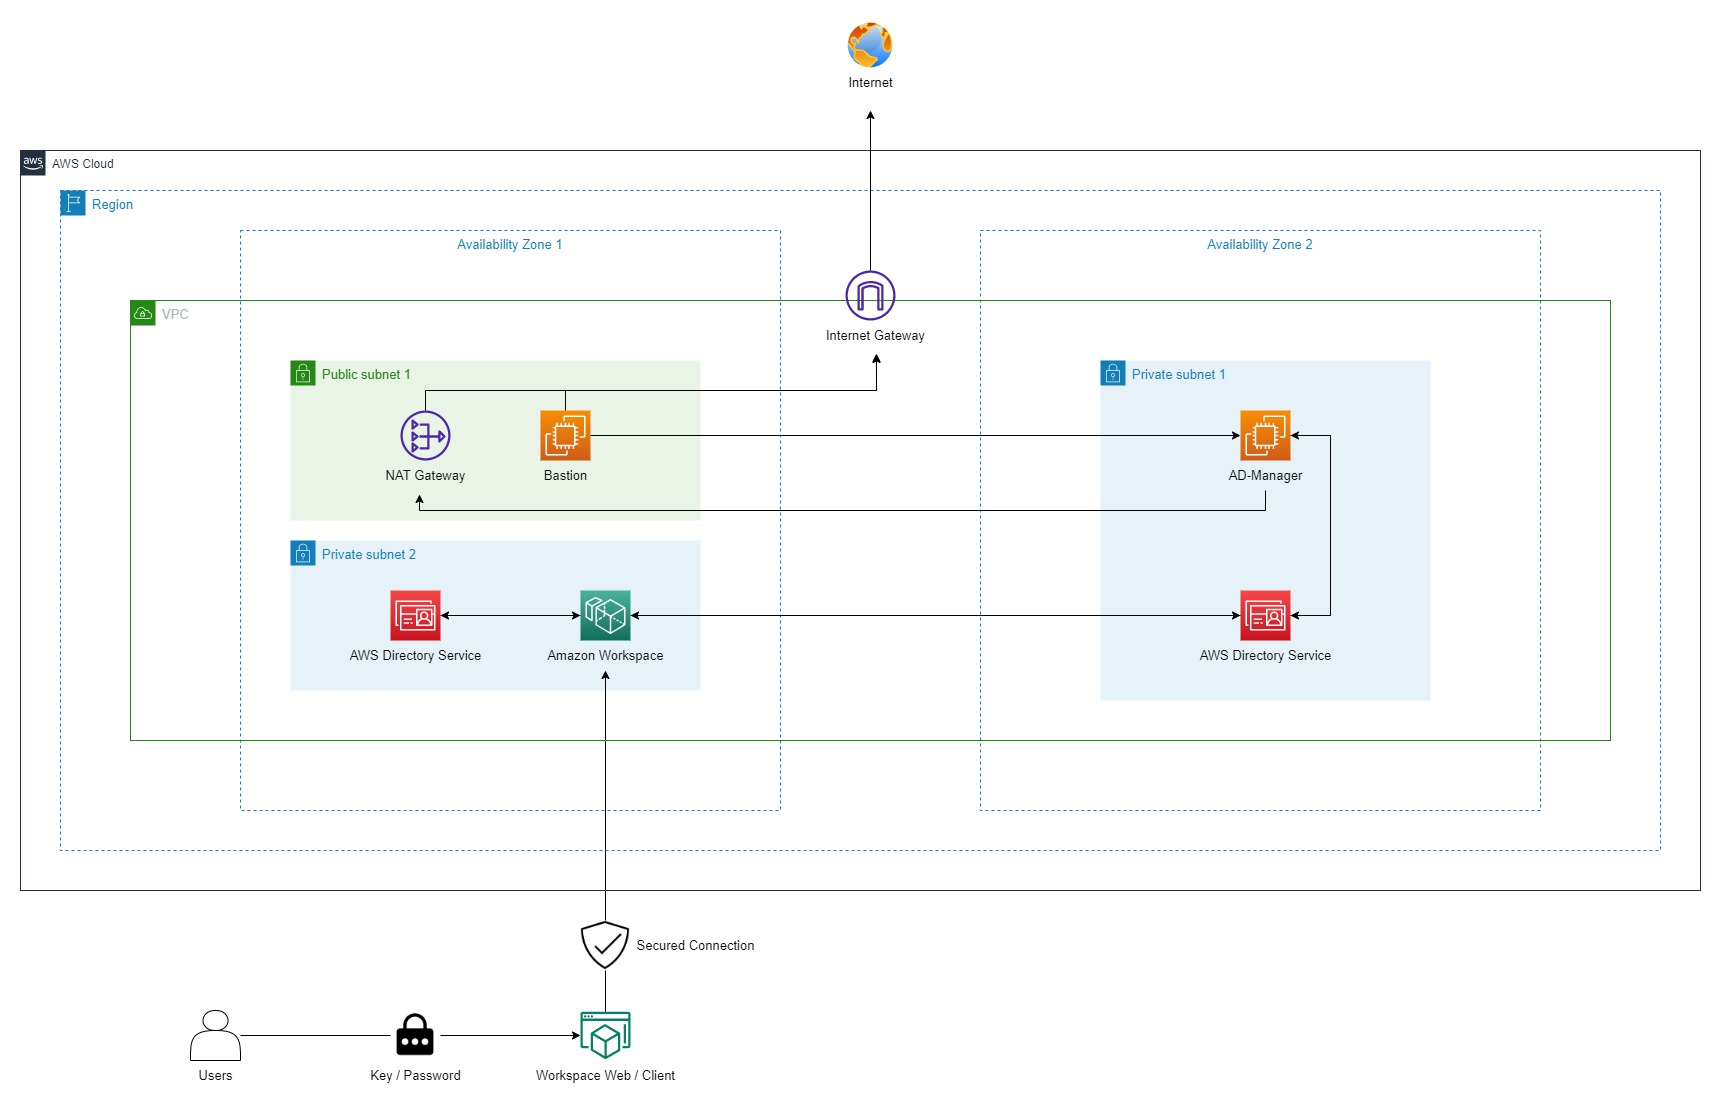 Internet
aws
AWS Cloud
Region
Availability Zone 1
Availability Zone 2
VPC
Internet Gateway
Public subnet 1
Private subnet 1
NAT Gateway
Bastion
AD-Manager
Private subnet 2
AWS Directory Service
Amazon Workspace
AWS Directory Service
Secured Connection
Users
Key / Password
Workspace Web / Client